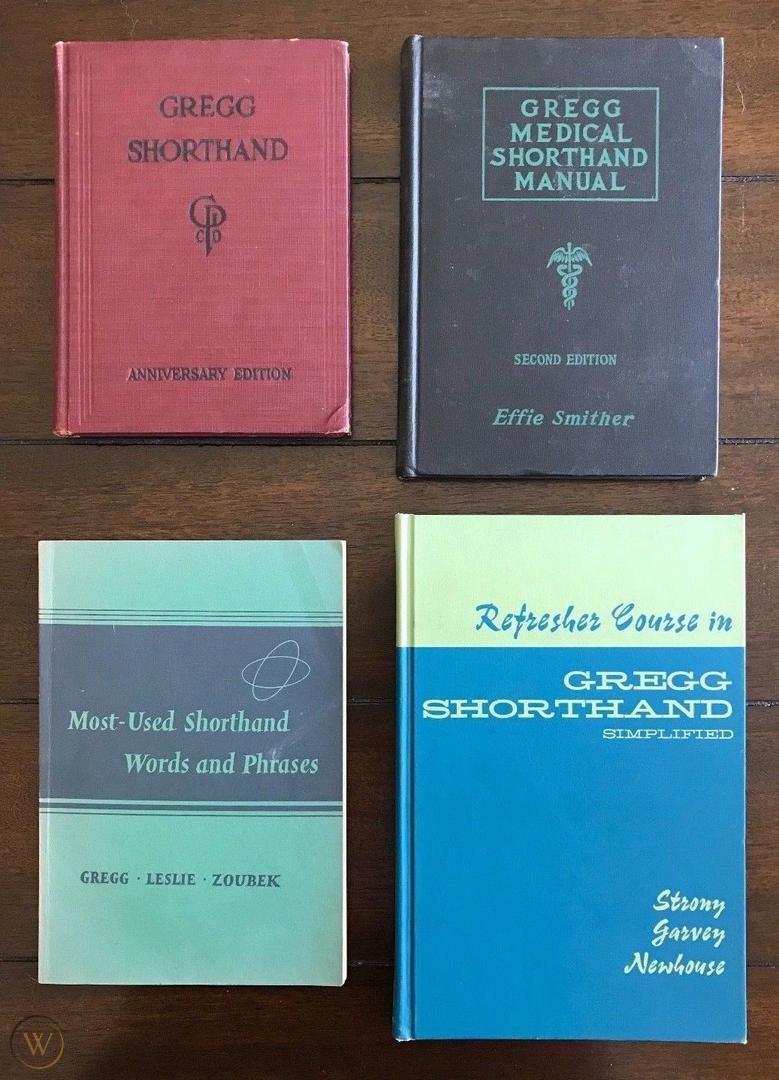 GREGG
SHORTHAND
ANNIVERSARY EDITION
GREGG
MEDICAL
SHORTHAND
MANUAL
SECOND EDITION
Effie Smither
Most-Used Shorthand
Words and Phrases
GREGG · LESLIE · ZOUBEK
Refresher Course in
GREGG
SHORTHAND
SIMPLIFIED
Strony
Garvey
Newhouse
W